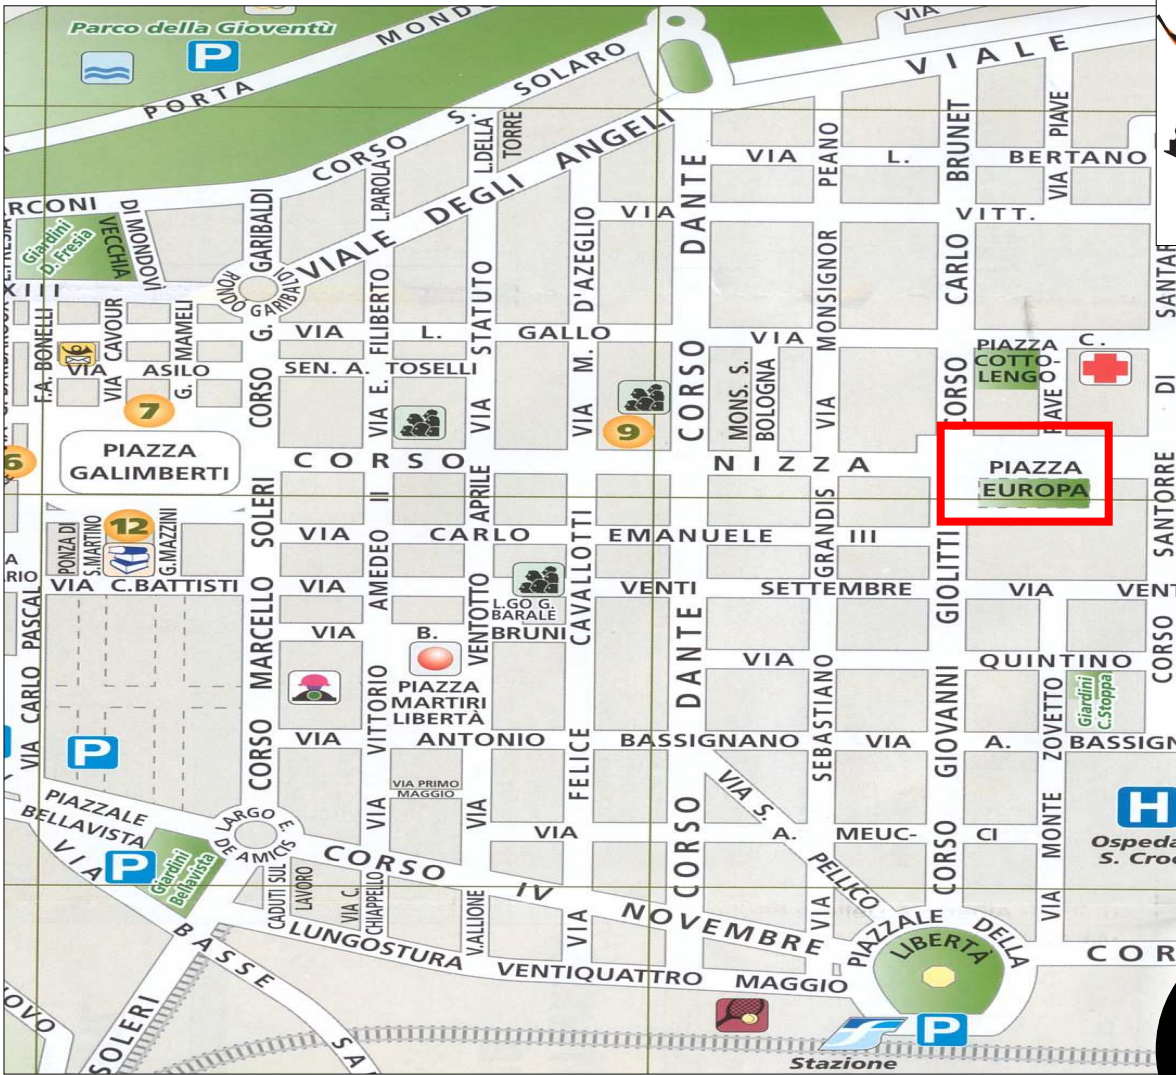 Parco della Gioventù
P
PORTA MONDO
VIA
VIALE
CORSO S. SOLARO
L. DELLA TORRE
L. PAROLA
VIALE DEGLI ANGELI
VIA L. BERTANO
PEANO
BRUNET
VIA PIAVE
DANTE
VIA VITT.
ARCONI
Giardini D. Fresia
DI MONDOVÌ
VECCHIA
GARIBALDI
RONDÒ GARIBALDI
D'AZEGLIO
XIII
VIA L. GALLO
FILIBERTO
STATUTO
MONSIGNOR
CARLO
VIA C.
PIAZZA COTTO-LENGO
F.A. BONELLI
VIA CAVOUR
G. MAMELI
VIA ASILO
CORSO G.
SEN. A. TOSELLI
VIA E.
VIA
VIA M.
CORSO
MONS. S. BOLOGNA
VIA
CORSO
PIAVE
DI
SANTAR
7
9
6
PIAZZA GALIMBERTI
CORSO NIZZA
PIAZZA EUROPA
12
PONZA DI S.MARTINO
G.MAZZINI
SOLERI
II
APRILE
VIA CARLO EMANUELE III
GRANDIS
SANTORRE
VIA C.BATTISTI
VIA VENTI SETTEMBRE VIA VENT
AMEDEO
L.GO G. BARALE
CAVALLOTTI
GIOLITTI
VIA CARLO PASCAL
MARCELLO
VIA B. BRUNI
VENTOTTO
PIAZZA MARTIRI LIBERTÀ
DANTE
VIA QUINTINO
SEBASTIANO
Giardini C.Stoppa
CORSO
VITTORIO
VIA ANTONIO BASSIGNANO VIA A. BASSIGN
GIOVANNI
ZOVETTO
P
CORSO
VIA PRIMO MAGGIO
FELICE
VIA S. PELLICO
PIAZZALE BELLAVISTA
LARGO E. DE AMICIS
VIA
VIA
VIA A. MEUC- CI
CORSO
CORSO
VIA MONTE
H
Ospeda
S. Croc
P
Giardini Bellavista
VIA BASSE
CORSO IV NOVEMBRE
CADUTI SUL LAVORO
VIA C. CHIAPPELLO
V.ALLIONE
VIA
VIA
LUNGOSTURA VENTIQUATTRO MAGGIO
PIAZZALE DELLA LIBERTÀ
COR
SOLERI
P
Stazione